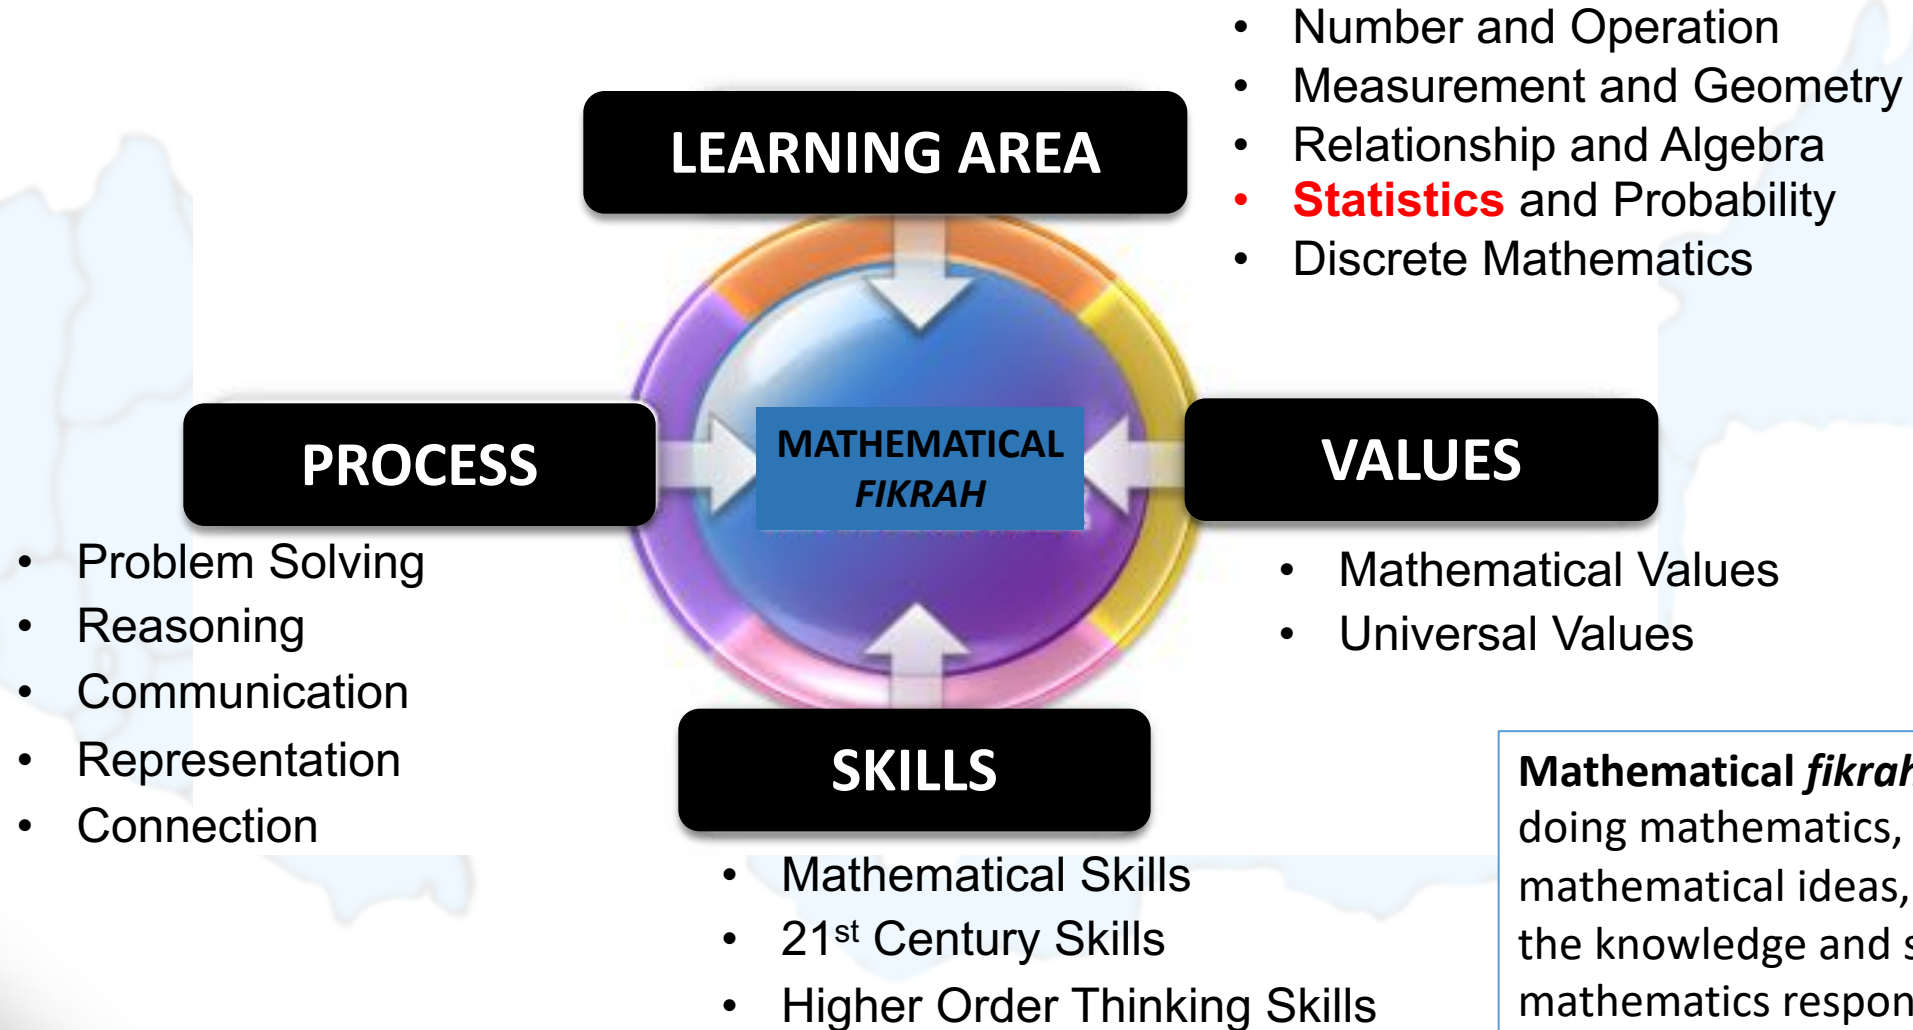 • Number and Operation
• Measurement and Geometry
• Relationship and Algebra
• Statistics and Probability
• Discrete Mathematics
LEARNING AREA
PROCESS
MATHEMATICAL
FIKRAH
VALUES
• Problem Solving
• Reasoning
• Communication
• Representation
• Connection
• Mathematical Values
• Universal Values
SKILLS
• Mathematical Skills
• 21st Century Skills
• Higher Order Thinking Skills
Mathematical fikrah
doing mathematics,
mathematical ideas,
the knowledge and
mathematics